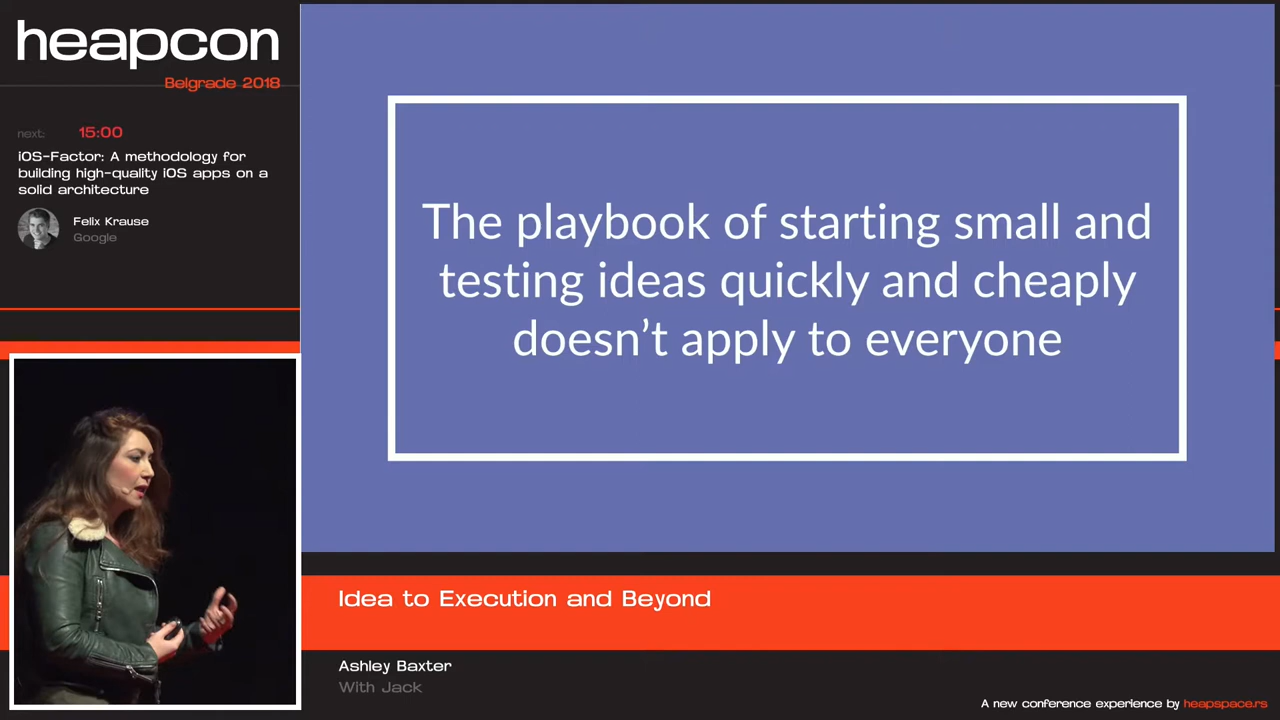 heapcon
Belgrade 2018
next: 15:00
iOS-Factor: A methodology for
building high-quality iOS apps on a
solid architecture
Felix Krause
Google
The playbook of starting small and
testing ideas quickly and cheaply
doesn’t apply to everyone
Idea to Execution and Beyond
Ashley Baxter
With Jack
A new conference experience by heapspace.rs